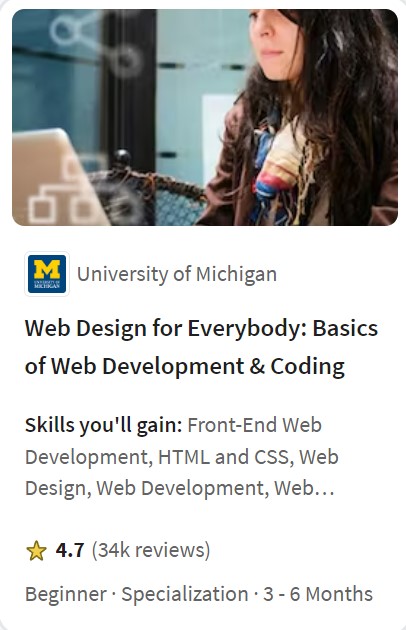 M
UNIVERSITY OF
MICHIGAN
University of Michigan
Web Design for Everybody: Basics
of Web Development & Coding
Skills you'll gain: Front-End Web
Development, HTML and CSS, Web
Design, Web Development, Web…
4.7 (34k reviews)
Beginner · Specialization · 3 - 6 Months